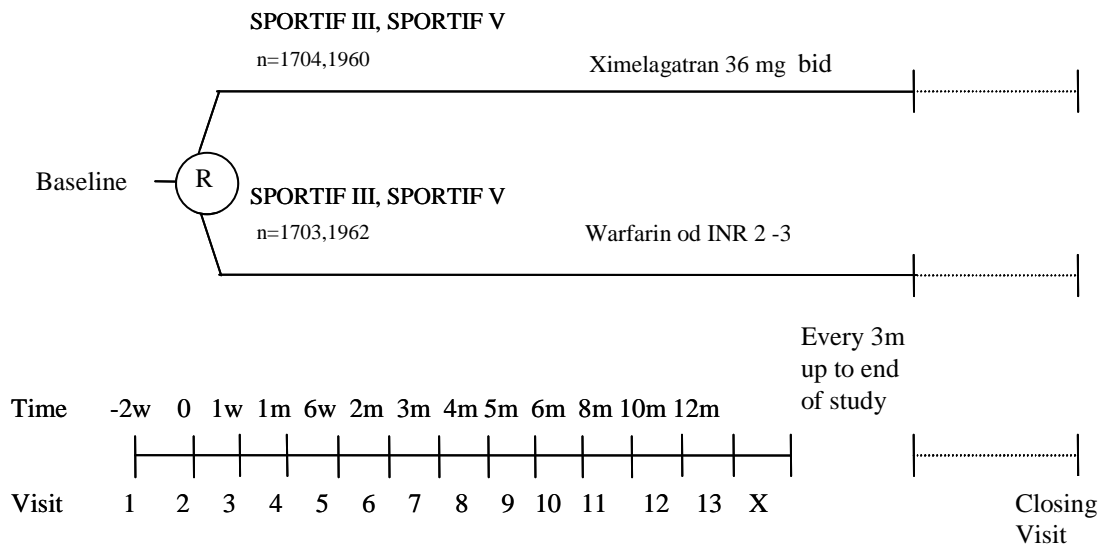 SPORTIF III, SPORTIF V
n=1704,1960
Ximelagatran 36 mg bid
Baseline
R
SPORTIF III, SPORTIF V
n=1703,1962
Warfarin od INR 2 -3
Every 3m
up to end
of study
Time -2w 0 1w 1m 6w 2m 3m 4m 5m 6m 8m 10m 12m
Visit 1 2 3 4 5 6 7 8 9 10 11 12 13 X
Closing
Visit